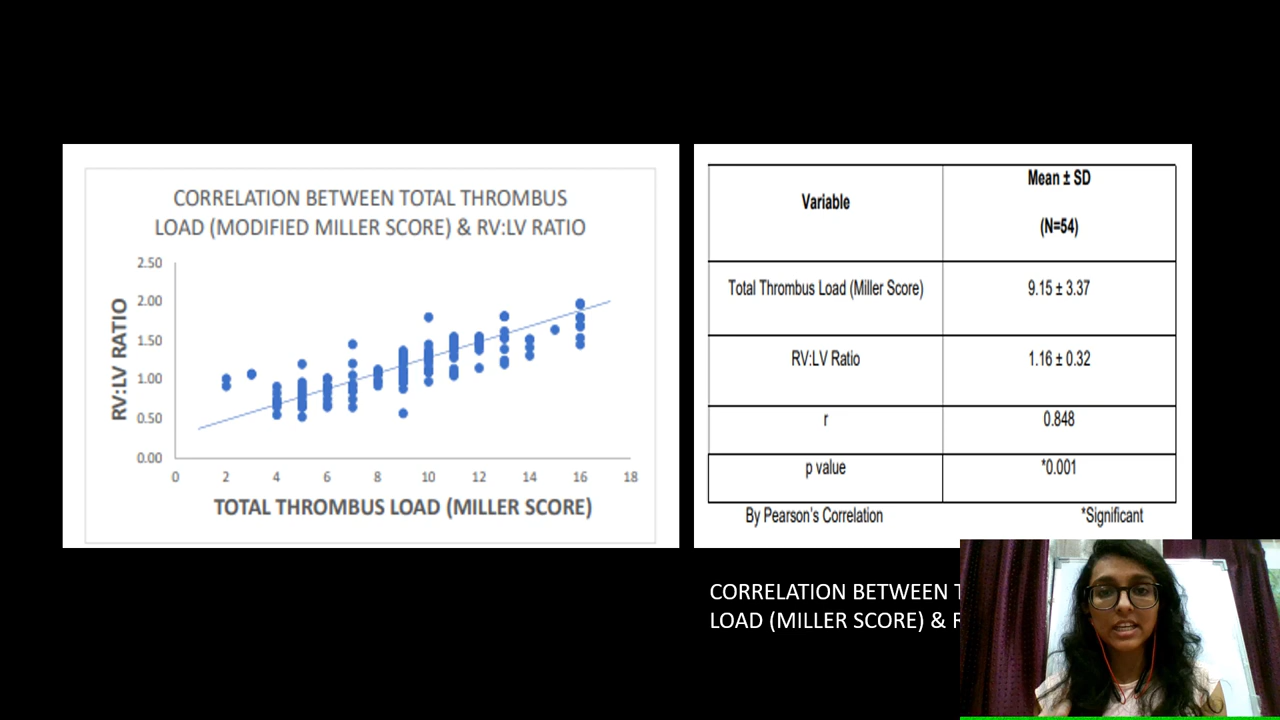 CORRELATION BETWEEN TOTAL THROMBUS
LOAD (MODIFIED MILLER SCORE) & RV:LV RATIO
2.50
2.00
1.50
1.00
0.50
0.00
RV:LV RATIO
0 2 4 6 8 10 12 14 16 18
TOTAL THROMBUS LOAD (MILLER SCORE)
Variable
Mean ± SD
(N=54)
Total Thrombus Load (Miller Score) 9.15 ± 3.37
RV:LV Ratio 1.16 ± 0.32
r 0.848
p value *0.001
By Pearson's Correlation *Significant
CORRELATION BETWEEN
LOAD (MILLER SCORE) &